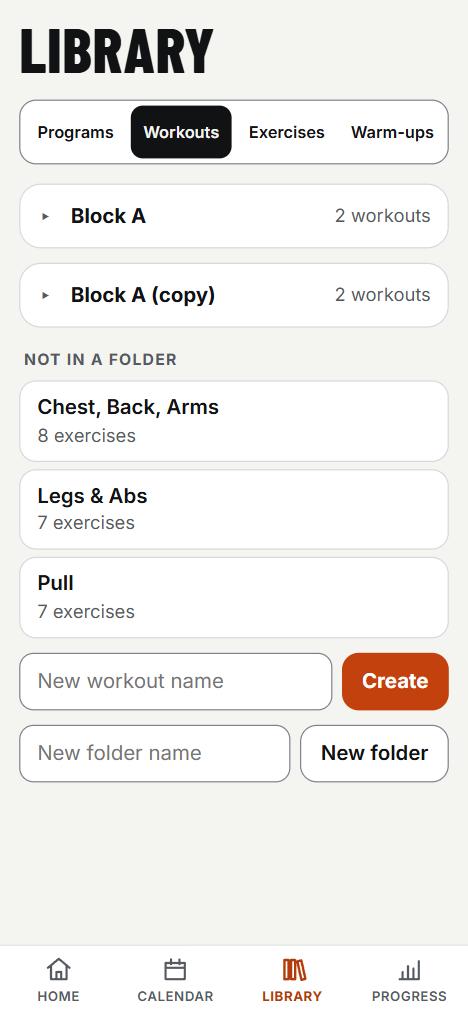 LIBRARY
Programs Workouts Exercises Warm-ups
Block A 2 workouts
Block A (copy) 2 workouts
NOT IN A FOLDER
Chest, Back, Arms
8 exercises
Legs & Abs
7 exercises
Pull
7 exercises
New workout name Create
New folder name New folder
HOME CALENDAR LIBRARY PROGRESS